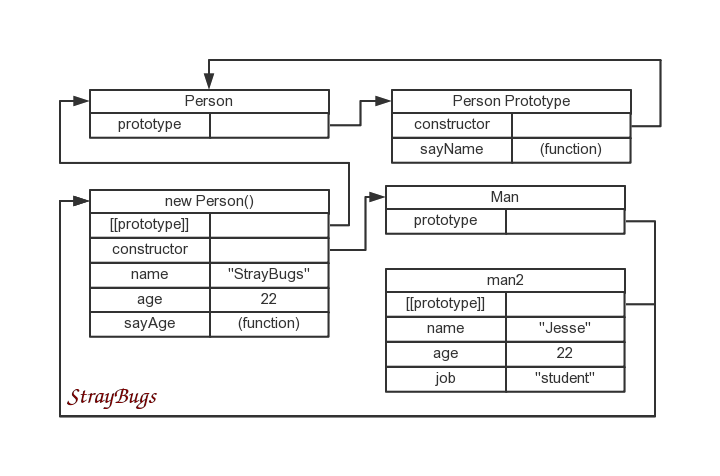 Person
prototype
Person Prototype
constructor
sayName (function)
new Person()
[[prototype]]
constructor
name "StrayBugs"
age 22
sayAge (function)
Man
prototype
man2
[[prototype]]
name "Jesse"
age 22
job "student"
StrayBugs